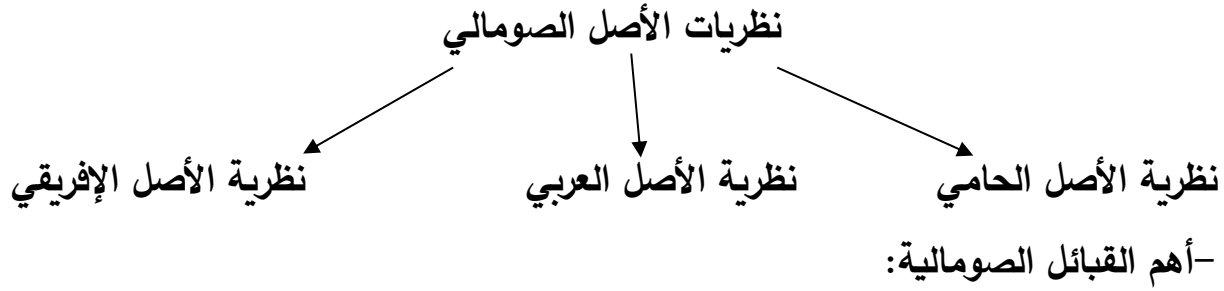 نظريات الأصل الصومالي
نظرية الأصل الحامي
نظرية الأصل العربي
نظرية الأصل الإفريقي
-أهم القبائل الصومالية: